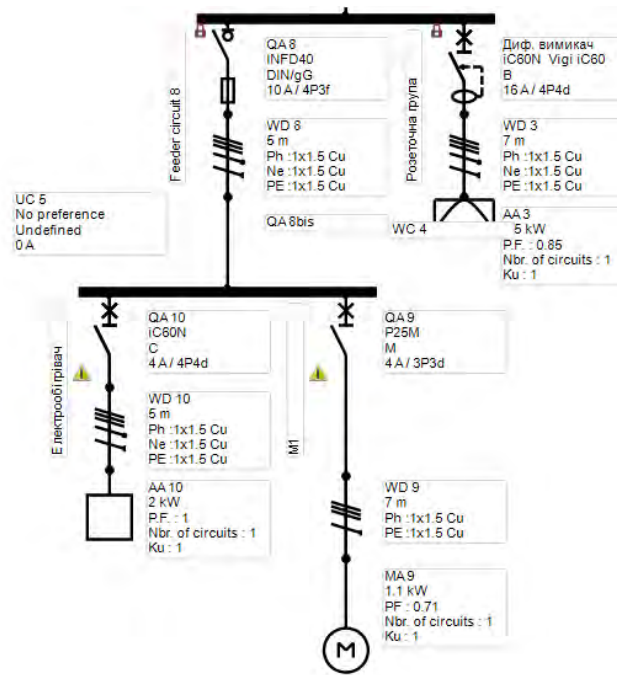 Feeder circuit 8
QA 8
INFD40
DIN/gG
10 A / 4P3f
WD 8
5 m
Ph :1x1.5 Cu
Ne :1x1.5 Cu
PE :1x1.5 Cu
QA 8bis
Розеточна група
Диф. вимикач
iC60N Vigi iC60
B
16 A / 4P4d
WD 3
7 m
Ph :1x1.5 Cu
Ne :1x1.5 Cu
PE :1x1.5 Cu
WC 4
AA 3
5 kW
P.F. : 0.85
Nbr. of circuits : 1
Ku : 1
UC 5
No preference
Undefined
0 A
Електрообігрівач
QA 10
iC60N
C
4 A / 4P4d
WD 10
5 m
Ph :1x1.5 Cu
Ne :1x1.5 Cu
PE :1x1.5 Cu
AA 10
2 kW
P.F. : 1
Nbr. of circuits : 1
Ku : 1
M1
QA 9
P25M
M
4 A / 3P3d
WD 9
7 m
Ph :1x1.5 Cu
PE :1x1.5 Cu
MA 9
1.1 kW
PF : 0.71
Nbr. of circuits : 1
Ku : 1
M